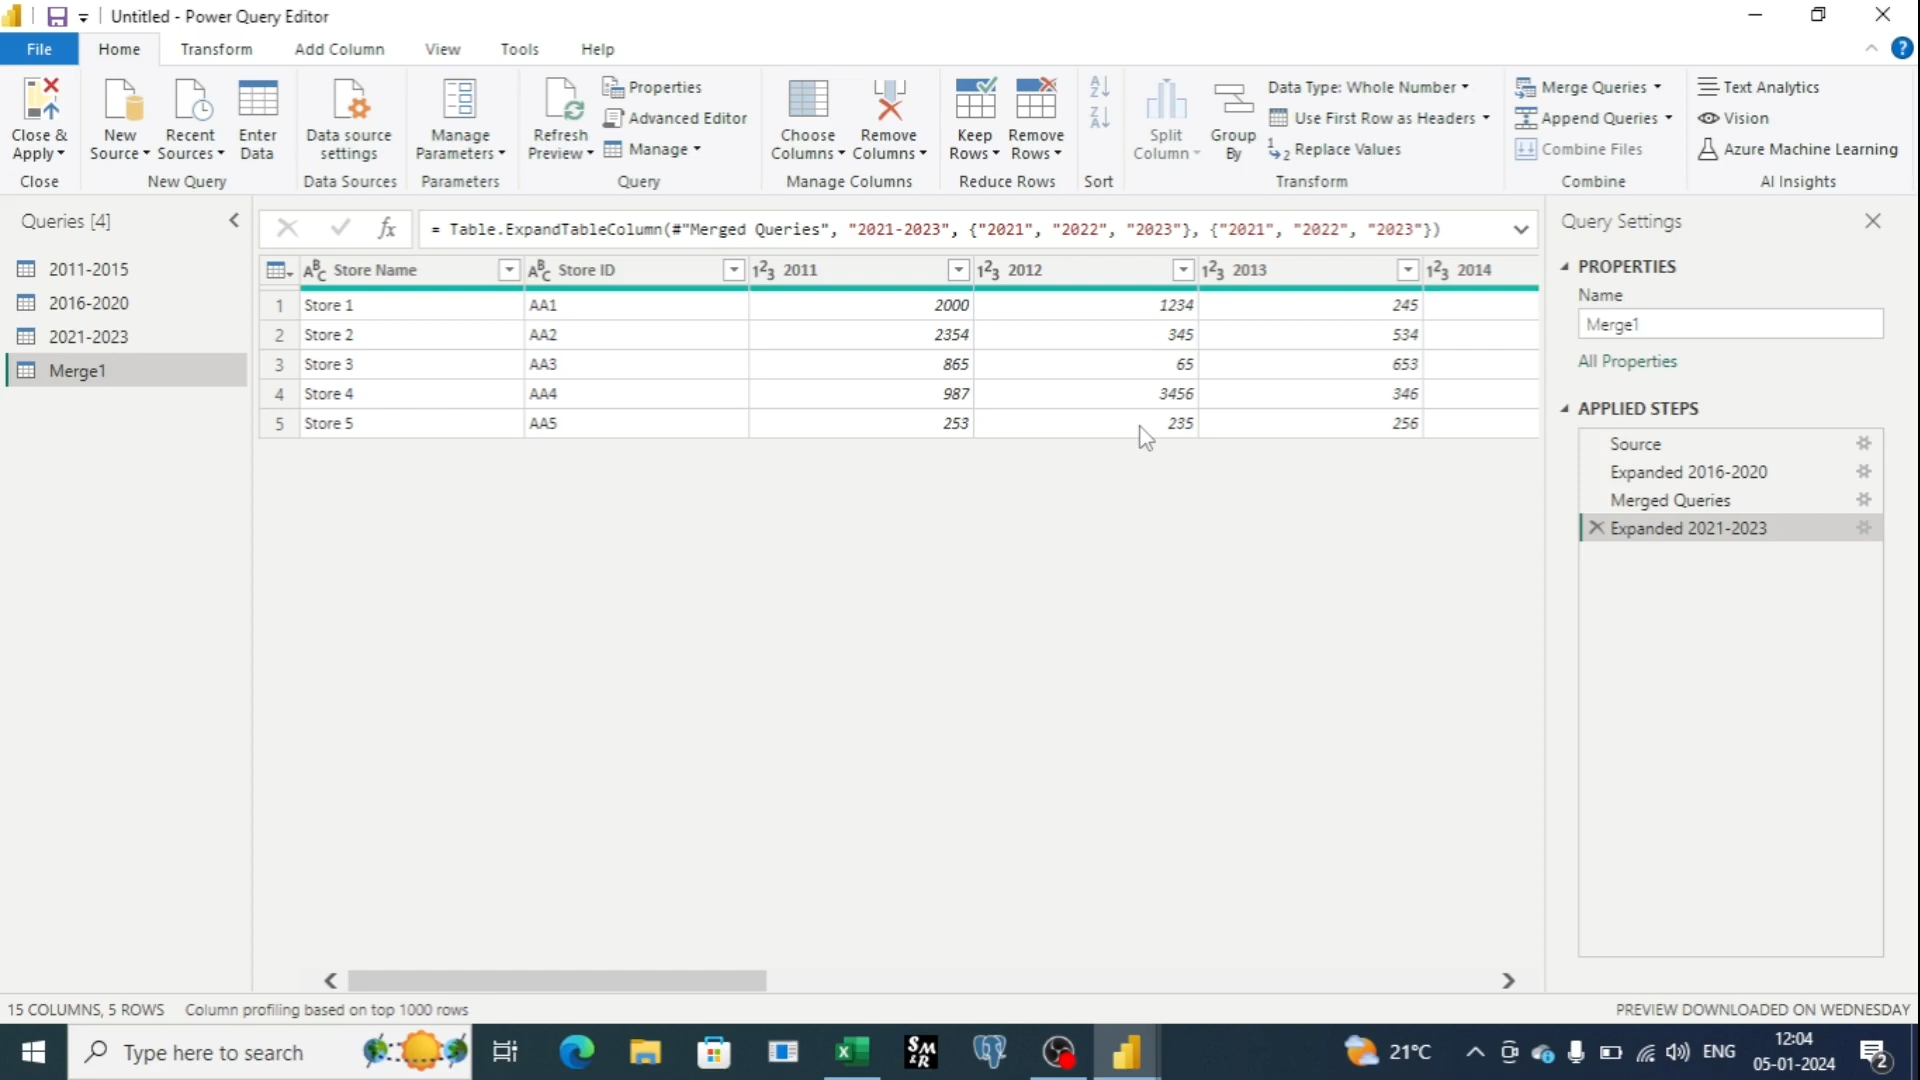 Untitled - Power Query Editor
File Home Transform Add Column View Tools Help
Close & Apply
New Source
Recent Sources
Enter Data
Data source settings
Manage Parameters
Refresh Preview
Properties
Advanced Editor
Manage
Choose Columns
Remove Columns
Keep Rows
Remove Rows
Split Column
Group By
Data Type: Whole Number
Use First Row as Headers
Replace Values
Merge Queries
Append Queries
Combine Files
Text Analytics
Vision
Azure Machine Learning
Close New Query Data Sources Parameters Query Manage Columns Reduce Rows Sort Transform Combine AI Insights
Queries [4]
2011-2015
2016-2020
2021-2023
Merge1
fx = Table.ExpandTableColumn(#"Merged Queries", "2021-2023", {"2021", "2022", "2023"}, {"2021", "2022", "2023"})
ABC Store Name ABC Store ID 123 2011 123 2012 123 2013 123 2014
1 Store 1 AA1 2000 1234 245
2 Store 2 AA2 2354 345 534
3 Store 3 AA3 865 65 653
4 Store 4 AA4 987 3456 346
5 Store 5 AA5 253 235 256
Query Settings
PROPERTIES
Name
Merge1
All Properties
APPLIED STEPS
Source
Expanded 2016-2020
Merged Queries
Expanded 2021-2023
15 COLUMNS, 5 ROWS Column profiling based on top 1000 rows
PREVIEW DOWNLOADED ON WEDNESDAY
Type here to search
21°C
ENG
12:04
05-01-2024
2